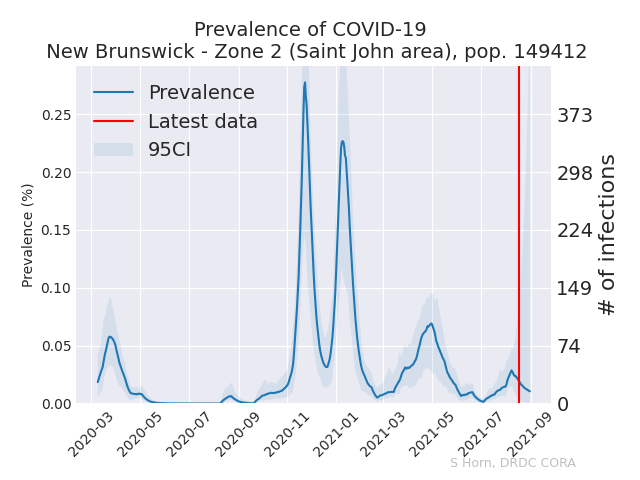 Prevalence of COVID-19
New Brunswick - Zone 2 (Saint John area), pop. 149412
Prevalence
Latest data
95CI
Prevalence (%)
0.25
0.20
0.15
0.10
0.05
0.00
373
298
224
149
74
0
# of infections
2020-03
2020-05
2020-07
2020-09
2020-11
2021-01
2021-03
2021-05
2021-07
2021-09
S Horn, DRDC CORA